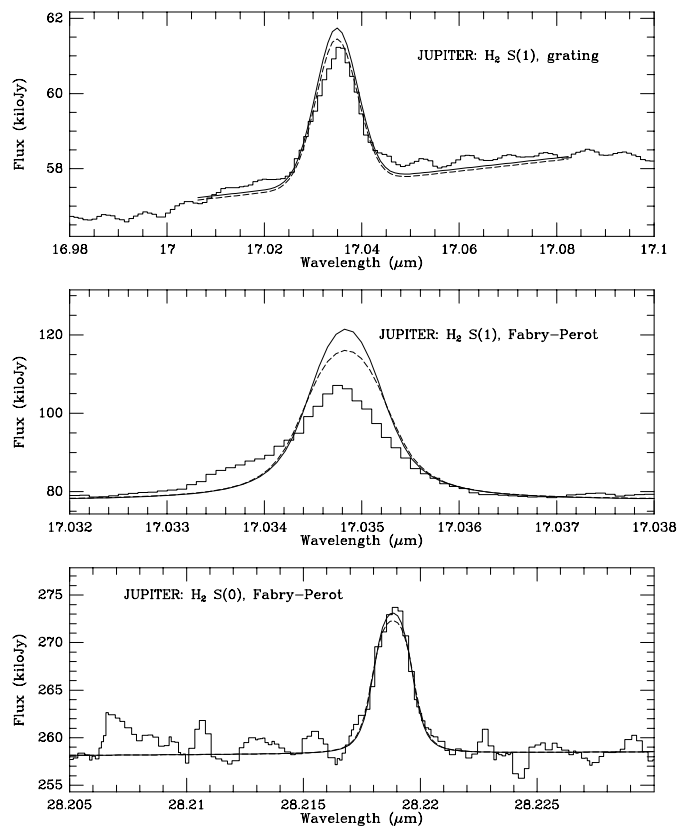 62
JUPITER: H₂ S(1), grating
60
Flux (kiloJy)
58
16.98 17 17.02 17.04 17.06 17.08 17.1
Wavelength (μm)
120
JUPITER: H₂ S(1), Fabry-Perot
Flux (kiloJy)
100
80
17.032 17.033 17.034 17.035 17.036 17.037 17.038
Wavelength (μm)
275
JUPITER: H₂ S(0), Fabry-Perot
270
Flux (kiloJy)
265
260
255
28.205 28.21 28.215 28.22 28.225
Wavelength (μm)